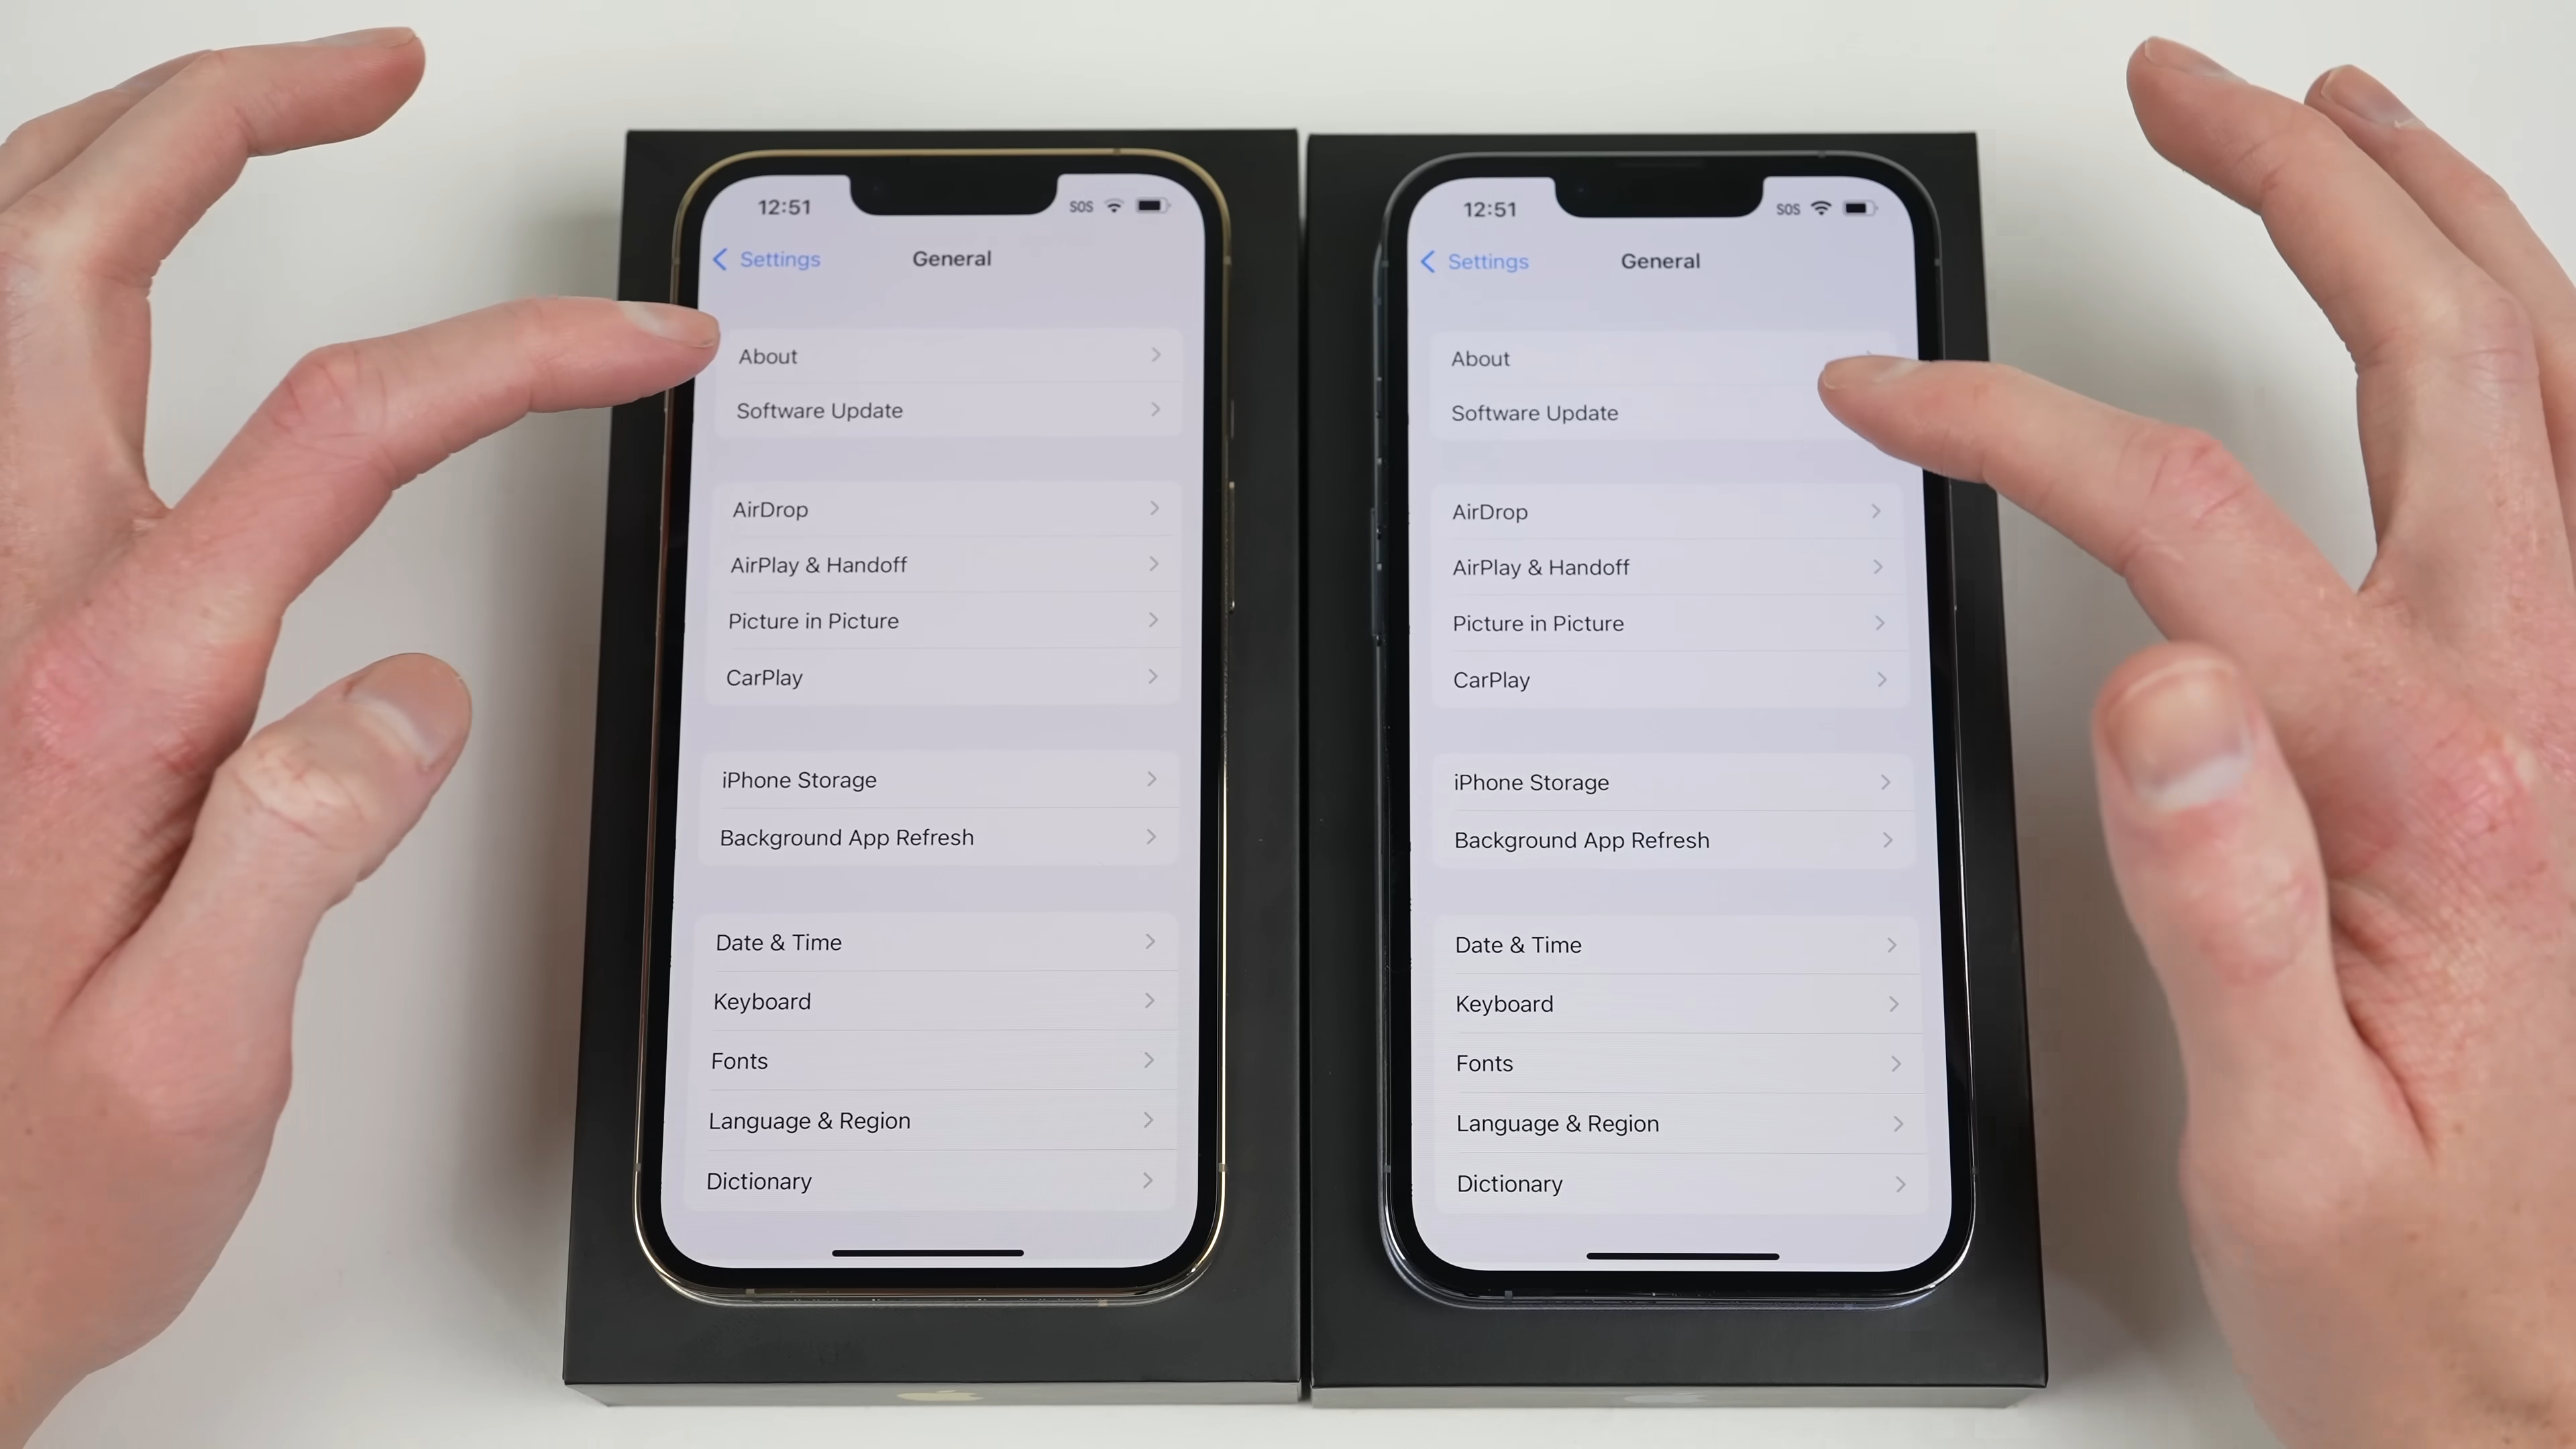 12:51
SOS
Settings
General
About
Software Update
AirDrop
AirPlay & Handoff
Picture in Picture
CarPlay
iPhone Storage
Background App Refresh
Date & Time
Keyboard
Fonts
Language & Region
Dictionary
12:51
SOS
Settings
General
About
Software Update
AirDrop
AirPlay & Handoff
Picture in Picture
CarPlay
iPhone Storage
Background App Refresh
Date & Time
Keyboard
Fonts
Language & Region
Dictionary